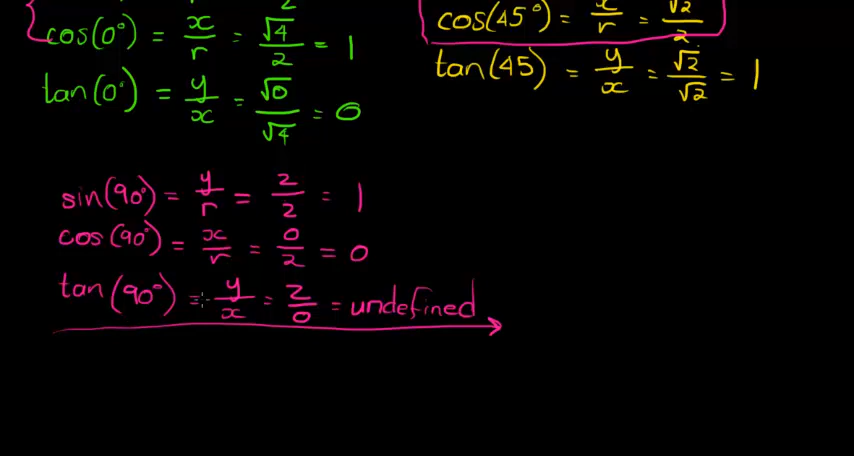 cos(0°) = x/r = √4/2 = 1
tan(0°) = y/x = √0/√4 = 0
cos(45°) = x/r = √2/2
tan(45) = y/x = √2/√2 = 1
sin(90°) = y/r = 2/2 = 1
cos(90°) = x/r = 0/2 = 0
tan(90°) = y/x = 2/0 = undefined